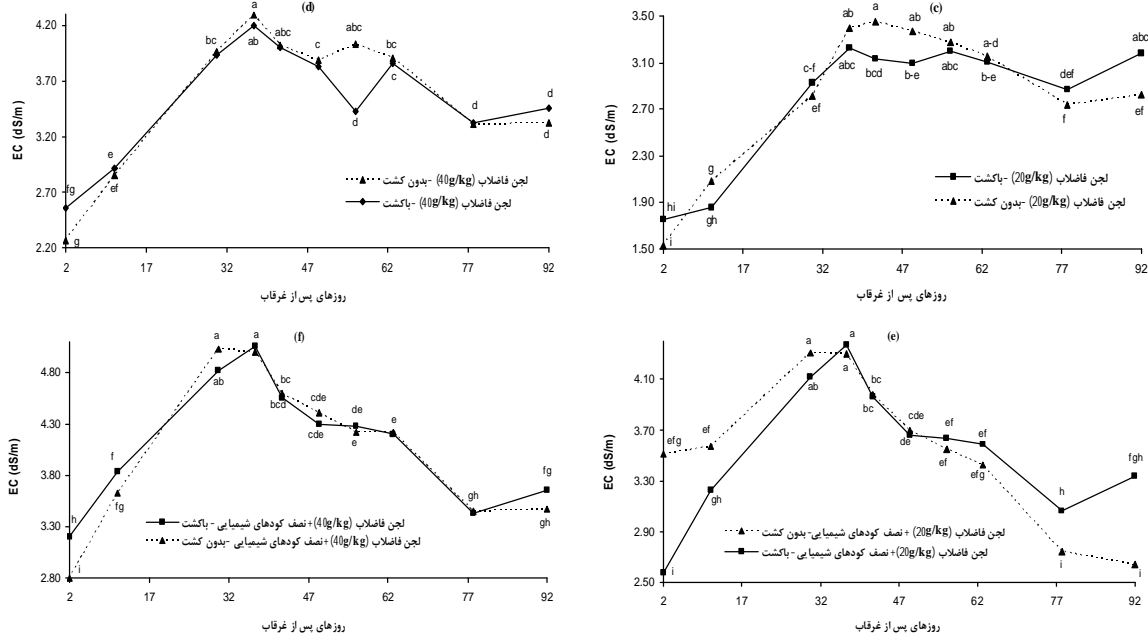 (d)
EC (dS/m)
4.20
3.70
3.20
2.70
2.20
a
bc
ab
abc
c
abc
bc
c
d
d
d
d
e
ef
fg
g
لجن فاضلاب (40g/kg) -بدون کشت
لجن فاضلاب (40g/kg) -باکشت
2 17 32 47 62 77 92
روزهای پس از غرقاب
(c)
EC (dS/m)
3.50
3.10
2.70
2.30
1.90
1.50
a
ab
ab
ab
a-d
abc
c-f
abc
bcd
b-e
abc
b-e
def
ef
f
ef
g
gh
hi
i
لجن فاضلاب (20g/kg) -باکشت
لجن فاضلاب (20g/kg) -بدون کشت
2 17 32 47 62 77 92
روزهای پس از غرقاب
(f)
EC (dS/m)
4.80
4.30
3.80
3.30
2.80
a
a
ab
bc
bcd
cde
cde
de
e
e
f
fg
fg
gh
gh
h
i
لجن فاضلاب (40g/kg)+نصف کودهای شیمیایی -باکشت
لجن فاضلاب (40g/kg)+نصف کودهای شیمیایی -بدون کشت
2 17 32 47 62 77 92
روزهای پس از غرقاب
(e)
EC (dS/m)
4.10
3.70
3.30
2.90
2.50
a
a
a
ab
bc
bc
cde
de
ef
ef
ef
efg
ef
efg
gh
h
fgh
i
i
i
لجن فاضلاب (20g/kg) +نصف کودهای شیمیایی-بدون کشت
لجن فاضلاب (20g/kg)+نصف کودهای شیمیایی -باکشت
2 17 32 47 62 77 92
روزهای پس از غرقاب